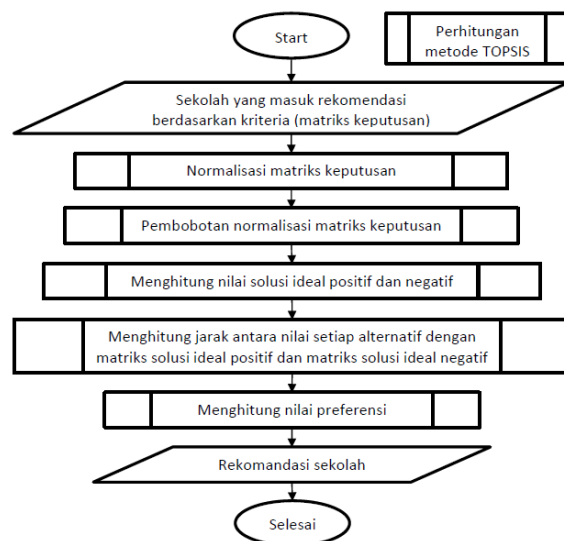 Start
Perhitungan
metode TOPSIS
Sekolah yang masuk rekomendasi
berdasarkan kriteria (matriks keputusan)
Normalisasi matriks keputusan
Pembobotan normalisasi matriks keputusan
Menghitung nilai solusi ideal positif dan negatif
Menghitung jarak antara nilai setiap alternatif dengan
matriks solusi ideal positif dan matriks solusi ideal negatif
Menghitung nilai preferensi
Rekomandasi sekolah
Selesai